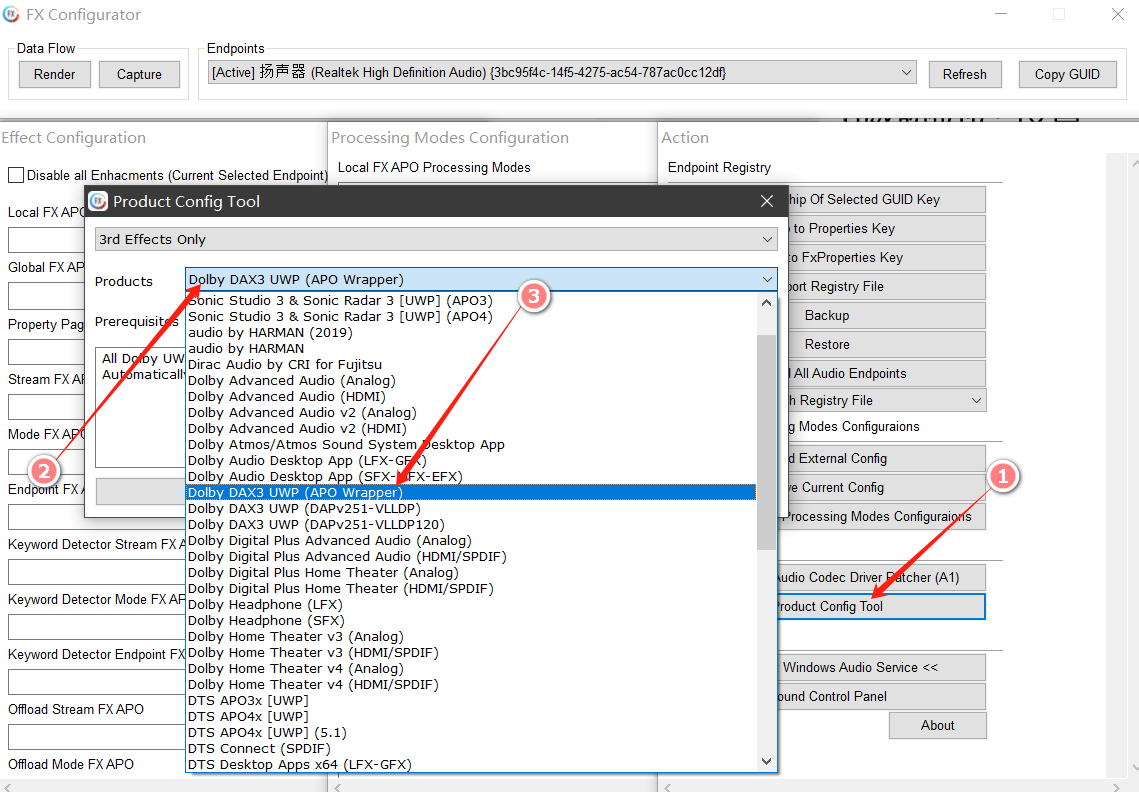 FX Configurator
Data Flow
Render
Capture
Endpoints
[Active] 扬声器 (Realtek High Definition Audio) {3bc95f4c-14f5-4275-ac54-787ac0cc12df}
Refresh
Copy GUID
Effect Configuration
Processing Modes Configuration
Action
Disable all Enhacments (Current Selected Endpoint)
Local FX APO Processing Modes
Endpoint Registry
Product Config Tool
hip Of Selected GUID Key
Local FX APO
3rd Effects Only
to Properties Key
Global FX AP
Products
Dolby DAX3 UWP (APO Wrapper)
to FxProperties Key
3
Sonic Studio 3 & Sonic Radar 3 [UWP] (APO3)
ort Registry File
Sonic Studio 3 & Sonic Radar 3 [UWP] (APO4)
Property Pag
Prerequisites
audio by HARMAN (2019)
Backup
audio by HARMAN
Restore
All Dolby UW
Automatically
Dirac Audio by CRI for Fujitsu
Stream FX AP
Dolby Advanced Audio (Analog)
All Audio Endpoints
Dolby Advanced Audio (HDMI)
h Registry File
Dolby Advanced Audio v2 (Analog)
Dolby Advanced Audio v2 (HDMI)
g Modes Configuraions
Mode FX APO
Dolby Atmos/Atmos Sound System Desktop App
Dolby Audio Desktop App (LFX-GFX)
d External Config
2
Dolby Audio Desktop App (SFX-MFX-EFX)
1
Endpoint FX A
Dolby DAX3 UWP (APO Wrapper)
ve Current Config
Dolby DAX3 UWP (DAPv251-VLLDP)
Processing Modes Configuraions
Dolby DAX3 UWP (DAPv251-VLLDP120)
Keyword Detector Stream FX A
Dolby Digital Plus Advanced Audio (Analog)
Dolby Digital Plus Advanced Audio (HDMI/SPDIF)
Dolby Digital Plus Home Theater (Analog)
Audio Codec Driver Patcher (A1)
Dolby Digital Plus Home Theater (HDMI/SPDIF)
Keyword Detector Mode FX AP
Dolby Headphone (LFX)
Product Config Tool
Dolby Headphone (SFX)
Dolby Home Theater v3 (Analog)
Keyword Detector Endpoint FX
Dolby Home Theater v3 (HDMI/SPDIF)
Dolby Home Theater v4 (Analog)
Windows Audio Service <<
Dolby Home Theater v4 (HDMI/SPDIF)
DTS APO3x [UWP]
ound Control Panel
Offload Stream FX APO
DTS APO4x [UWP]
DTS APO4x [UWP] (5.1)
About
DTS Connect (SPDIF)
Offload Mode FX APO
DTS Desktop Apps x64 (LFX-GFX)